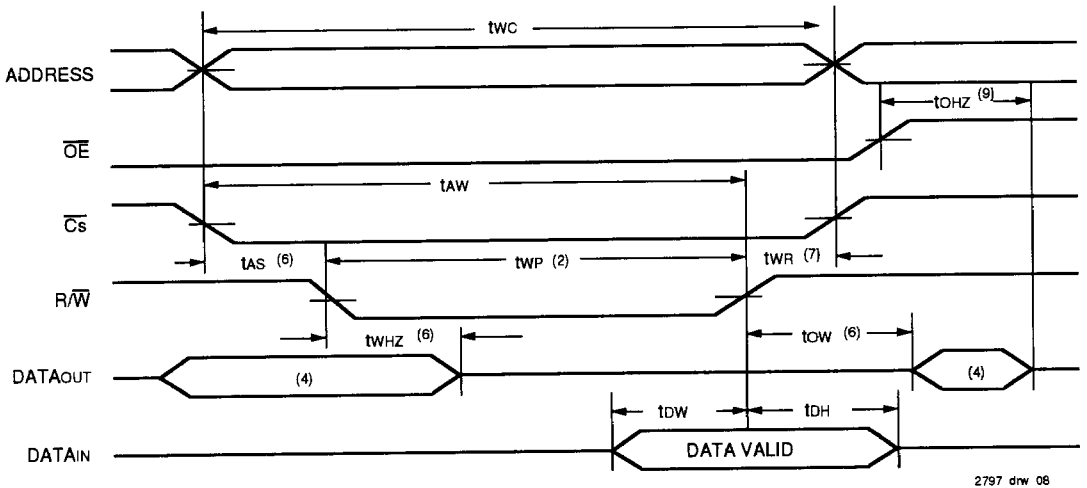 tWC
ADDRESS
tOHZ (9)
OE
tAW
CS
tAS (6)
tWP (2)
tWR (7)
R/W
tWHZ (6)
tOW (6)
DATAOUT
(4)
(4)
tDW
tDH
DATAIN
DATA VALID
2797 drw 08